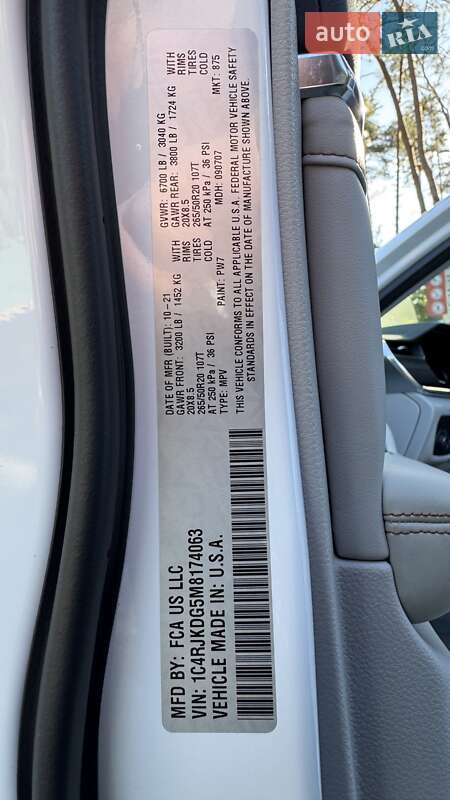 auto RIA
.com
MFD BY: FCA US LLC
VIN: 1C4RJKDG5M8174063
VEHICLE MADE IN: U.S.A.
DATE OF MFR (BUILT): 10-21 GVWR: 6700 LB / 3040 KG
GAWR FRONT: 3200 LB / 1452 KG WITH GAWR REAR: 3800 LB / 1724 KG WITH
20X8.5 RIMS 20X8.5 RIMS
265/50R20 107T TIRES 265/50R20 107T TIRES
AT 250 kPa / 36 PSI COLD AT 250 kPa / 36 PSI COLD
TYPE: MPV PAINT: PW7 MDH: 090707 MKT: 875
THIS VEHICLE CONFORMS TO ALL APPLICABLE U.S.A. FEDERAL MOTOR VEHICLE SAFETY
STANDARDS IN EFFECT ON THE DATE OF MANUFACTURE SHOWN ABOVE.